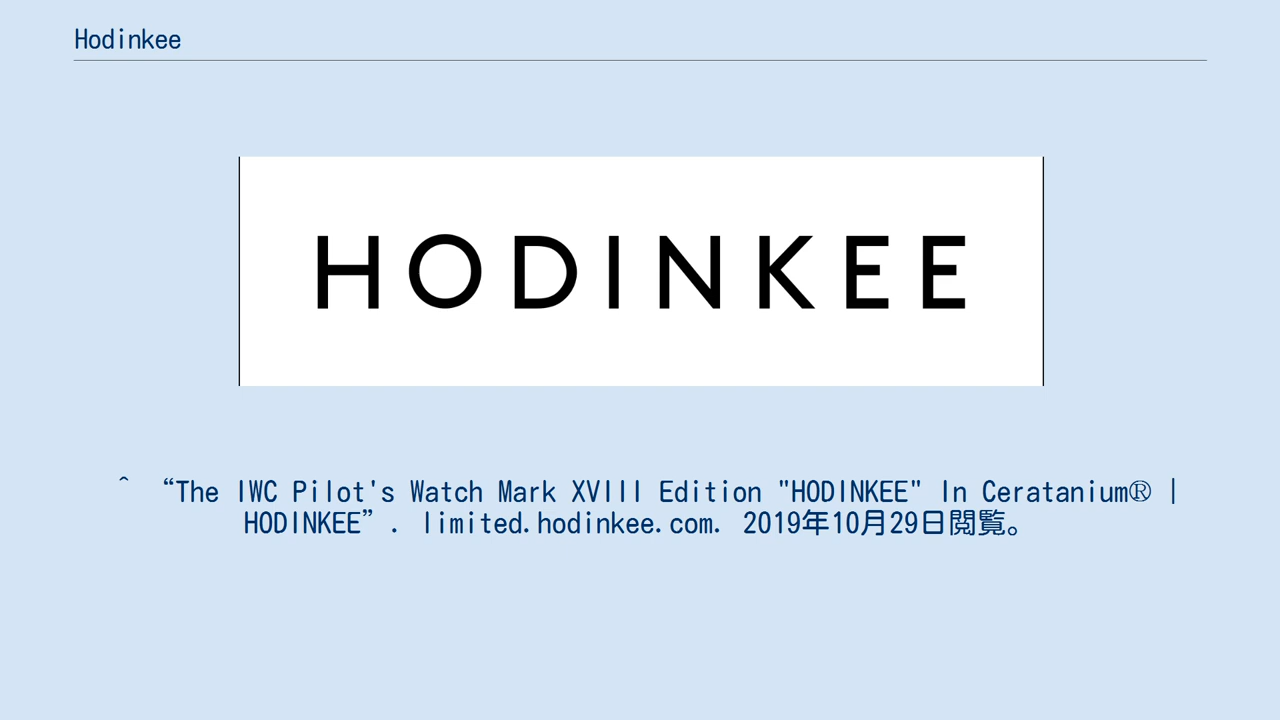 Hodinkee
HODINKEE
^ “The IWC Pilot's Watch Mark XVIII Edition "HODINKEE" In Ceratanium® |
HODINKEE”. limited.hodinkee.com. 2019年10月29日閲覧。